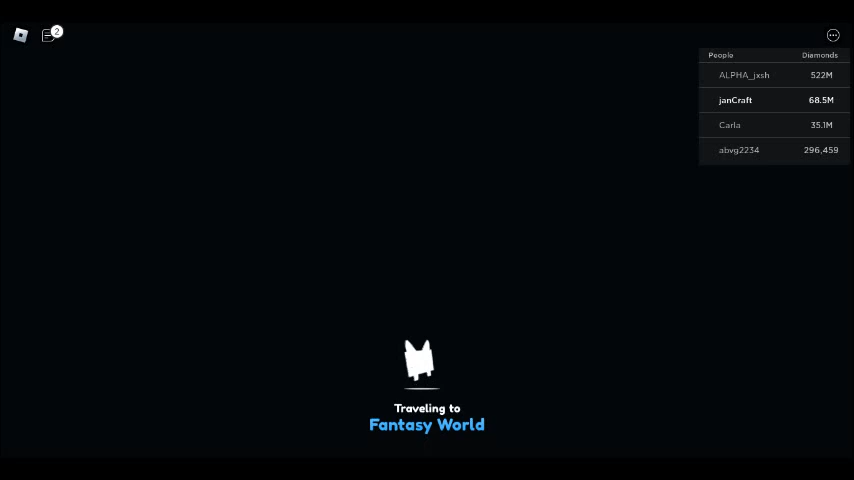 2
People Diamonds
ALPHA_jxsh 522M
janCraft 68.5M
Carla 35.1M
abvg2234 296,459
Traveling to
Fantasy World